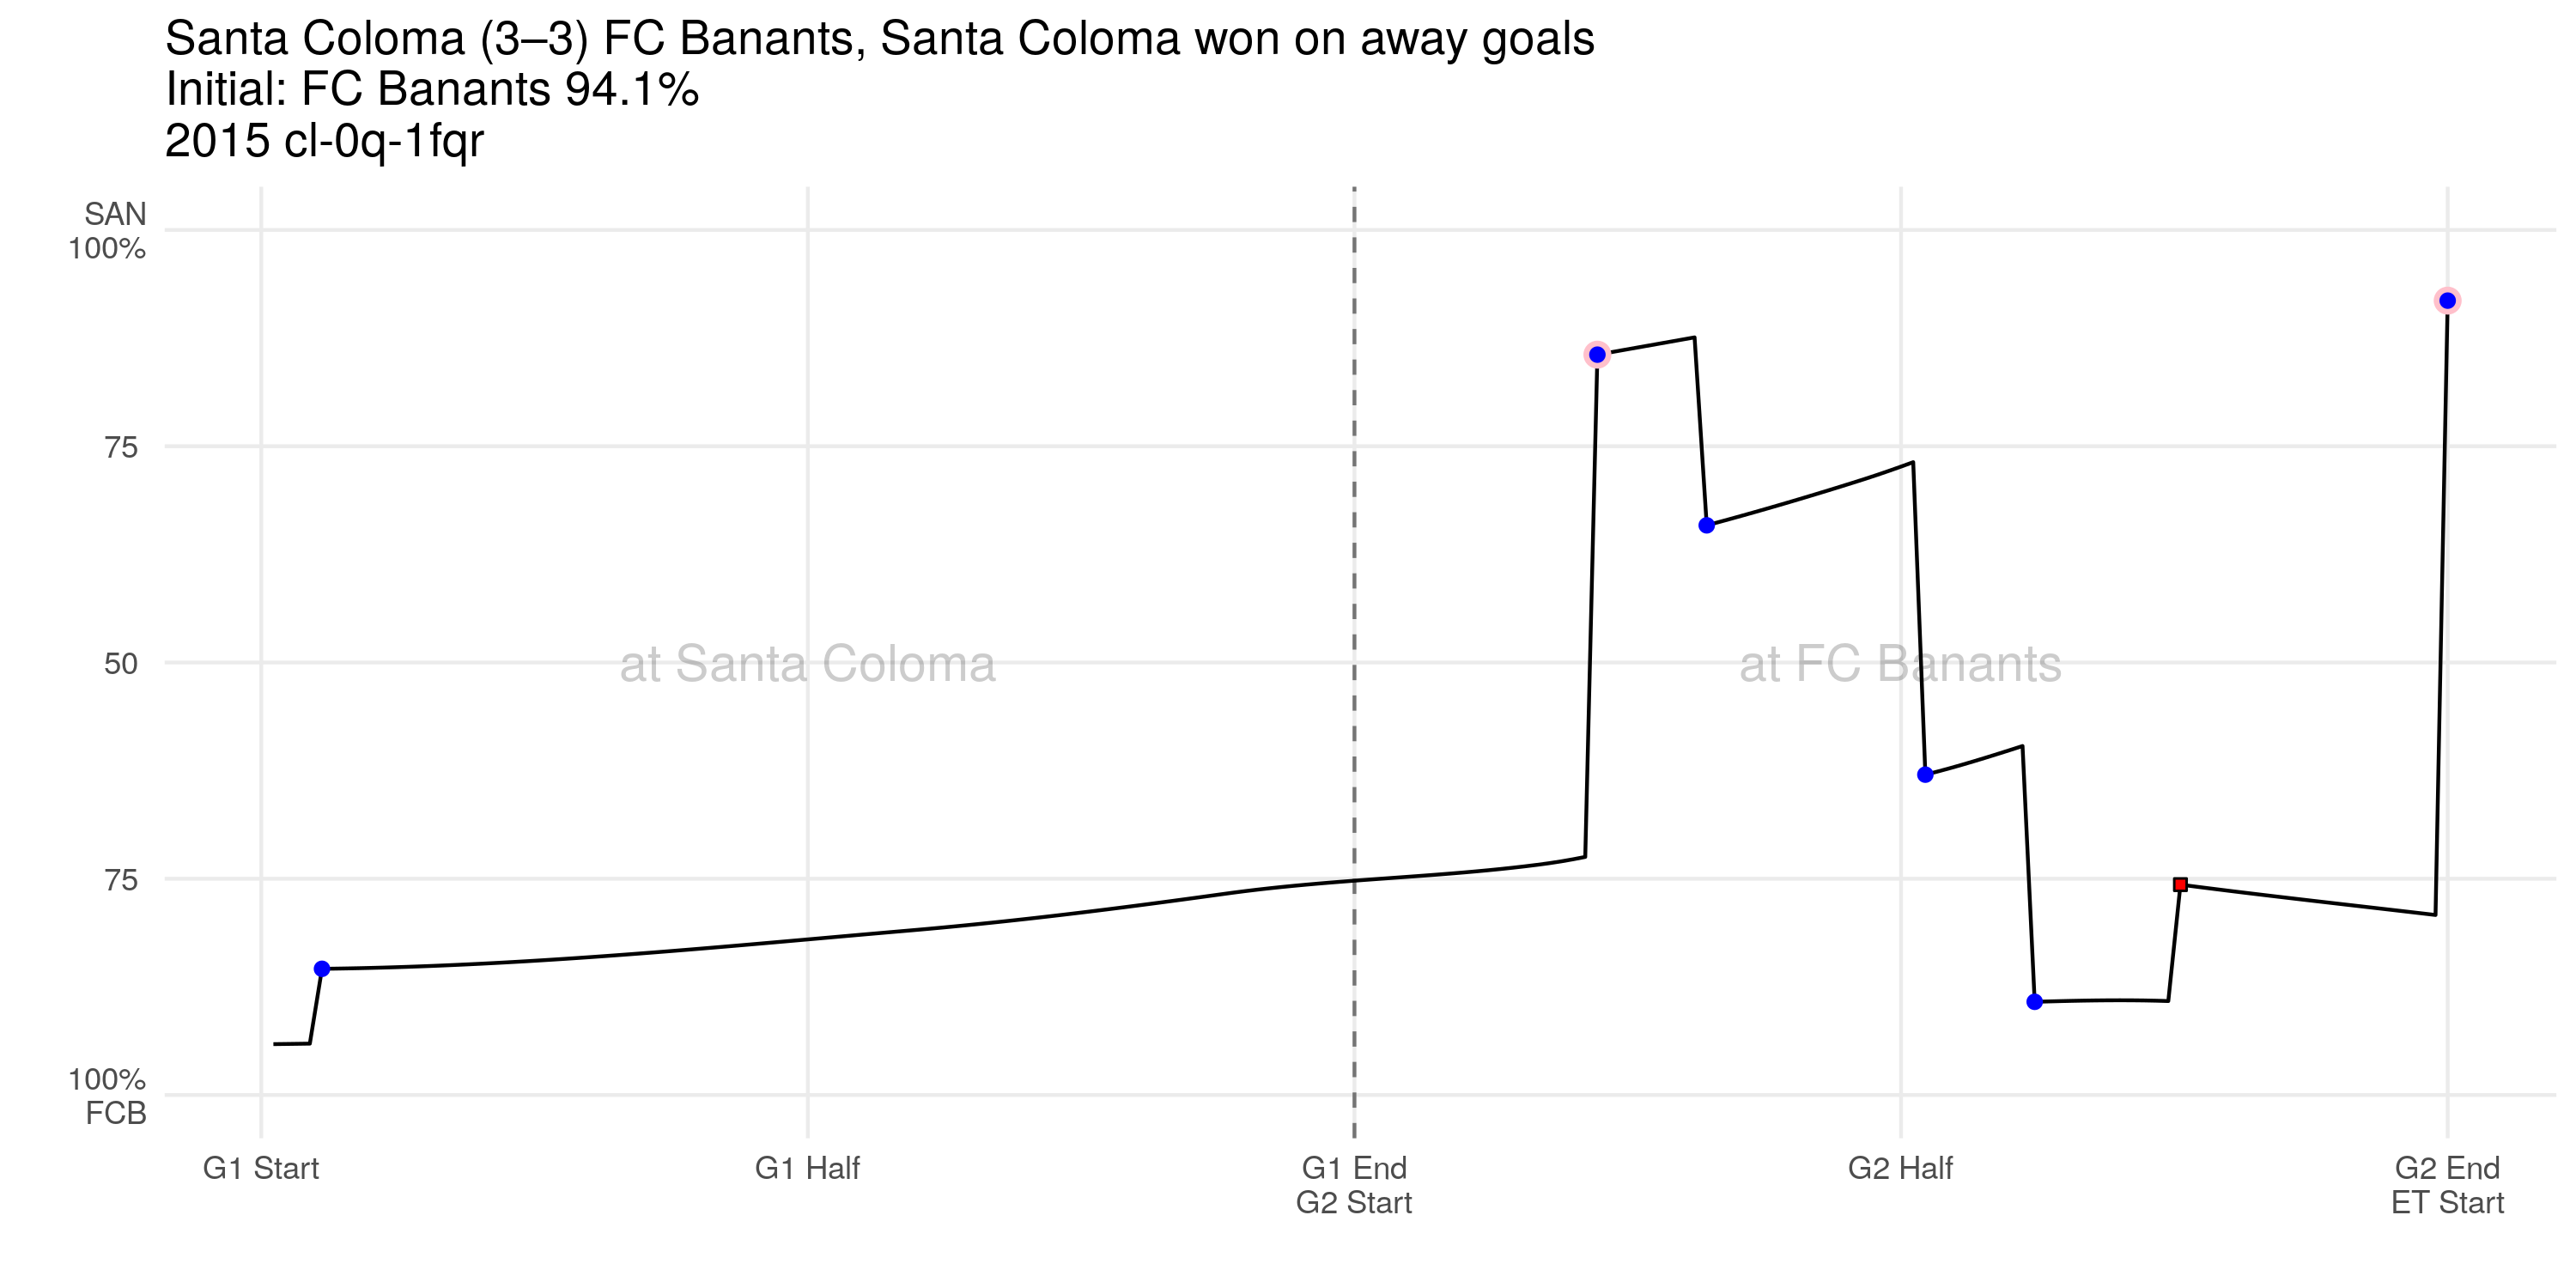 Santa Coloma (3–3) FC Banants, Santa Coloma won on away goals
Initial: FC Banants 94.1%
2015 cl-0q-1fqr
SAN
100%
75
50
75
100%
FCB
at Santa Coloma
at FC Banants
G1 Start
G1 Half
G1 End
G2 Start
G2 Half
G2 End
ET Start